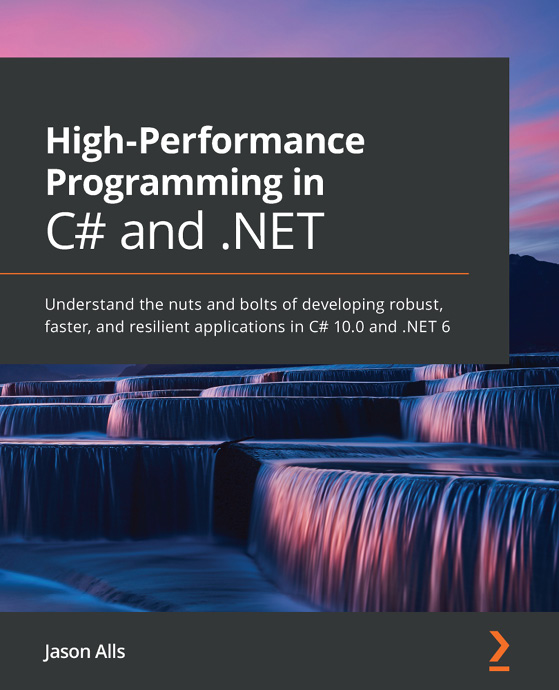 High-Performance
Programming in
C# and .NET
Understand the nuts and bolts of developing robust,
faster, and resilient applications in C# 10.0 and .NET 6
Jason Alls